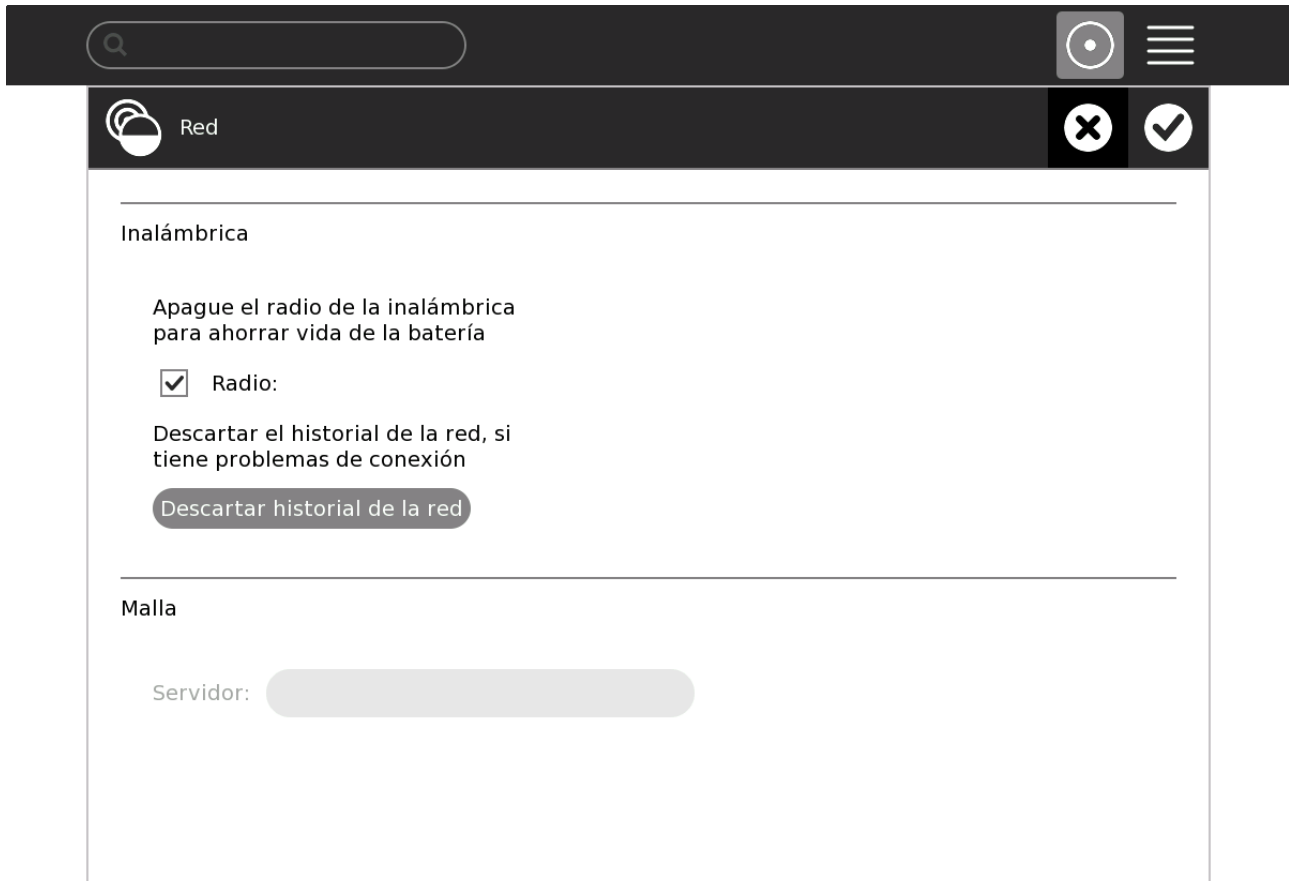 Red
Inalámbrica
Apague el radio de la inalámbrica
para ahorrar vida de la batería
Radio:
Descartar el historial de la red, si
tiene problemas de conexión
Descartar historial de la red
Malla
Servidor: